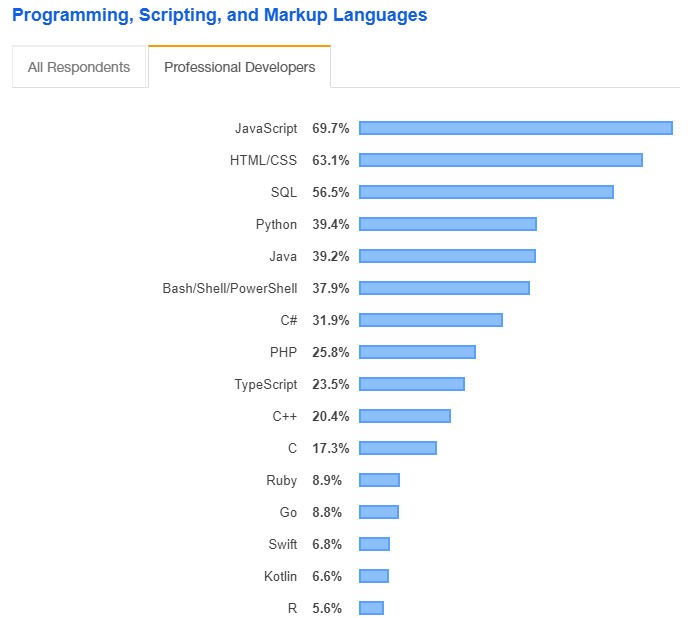 Programming, Scripting, and Markup Languages
All Respondents Professional Developers
JavaScript 69.7%
HTML/CSS 63.1%
SQL 56.5%
Python 39.4%
Java 39.2%
Bash/Shell/PowerShell 37.9%
C# 31.9%
PHP 25.8%
TypeScript 23.5%
C++ 20.4%
C 17.3%
Ruby 8.9%
Go 8.8%
Swift 6.8%
Kotlin 6.6%
R 5.6%